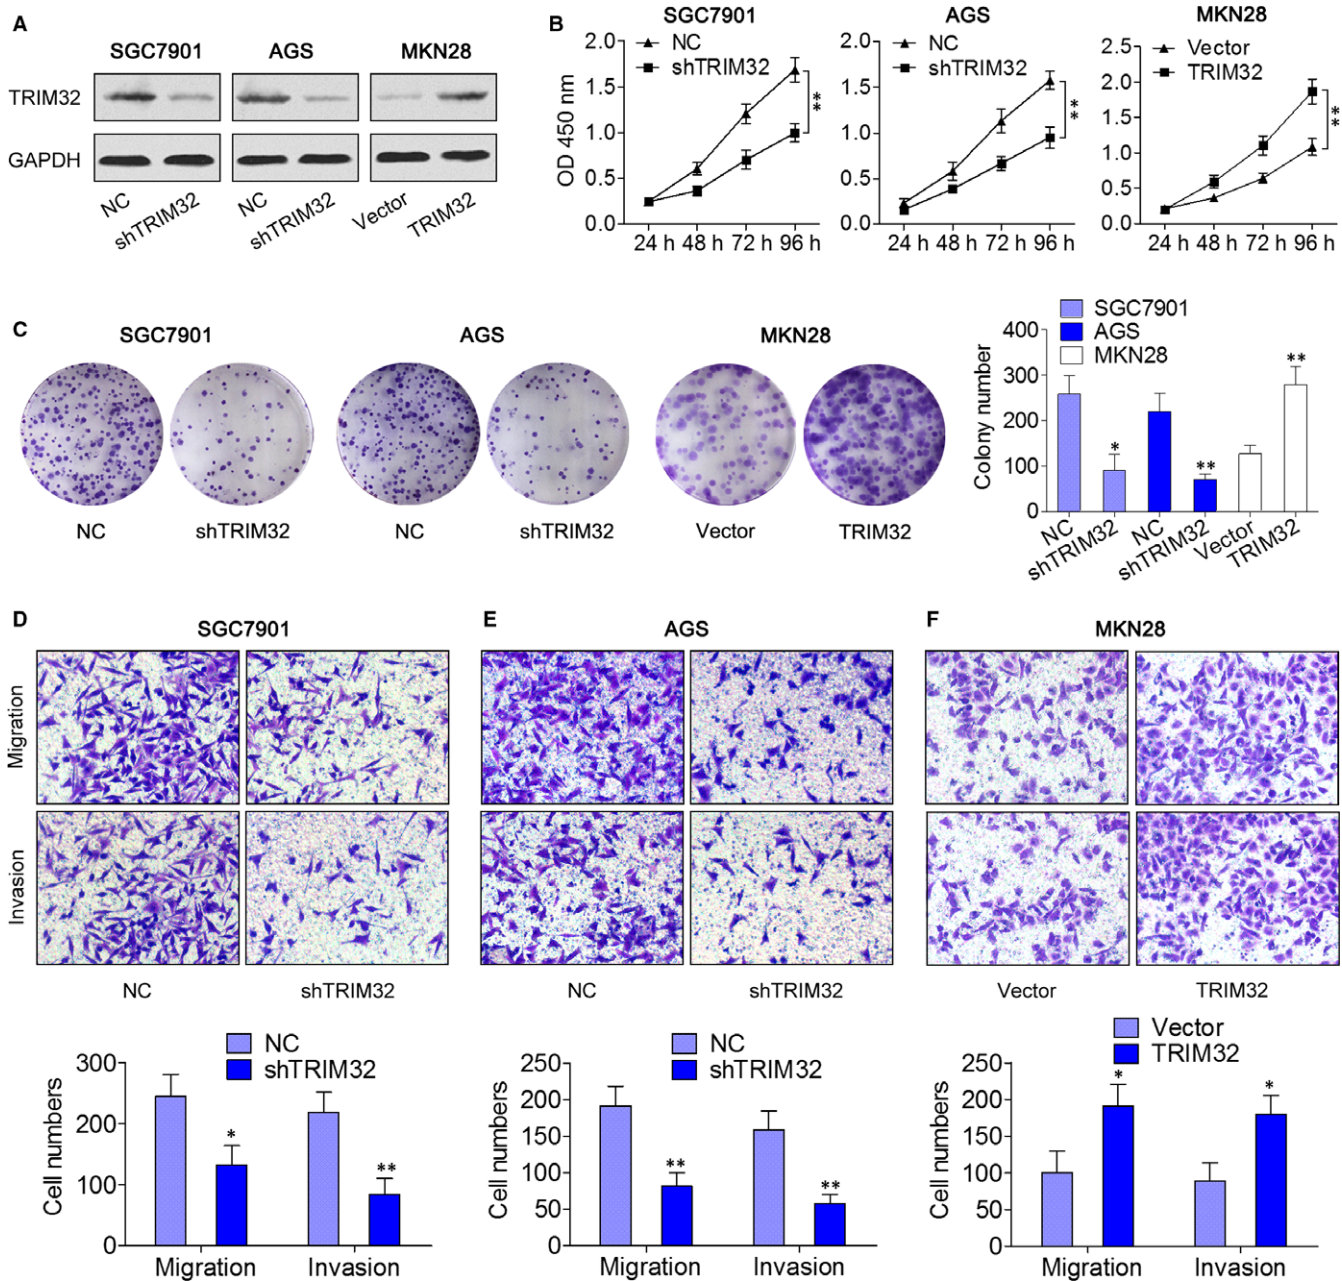 A
SGC7901 AGS MKN28
TRIM32
GAPDH
NC shTRIM32 NC shTRIM32 Vector TRIM32
B
SGC7901 AGS MKN28
OD 450 nm
NC
shTRIM32
2.0
1.5
1.0
0.5
0.0
**
24 h 48 h 72 h 96 h
NC
shTRIM32
2.0
1.5
1.0
0.5
0.0
**
24 h 48 h 72 h 96 h
Vector
TRIM32
2.5
2.0
1.5
1.0
0.5
0.0
**
24 h 48 h 72 h 96 h
C
SGC7901 AGS MKN28
NC shTRIM32 NC shTRIM32 Vector TRIM32
SGC7901
AGS
MKN28
Colony number
400
300
200
100
0
* ** **
NC shTRIM32 NC shTRIM32 Vector TRIM32
D
SGC7901
E
AGS
F
MKN28
Migration
Invasion
NC shTRIM32 NC shTRIM32 Vector TRIM32
NC
shTRIM32
Cell numbers
300
200
100
0
* **
Migration Invasion
NC
shTRIM32
Cell numbers
250
200
150
100
50
0
** **
Migration Invasion
Vector
TRIM32
Cell numbers
250
200
150
100
50
0
* *
Migration Invasion